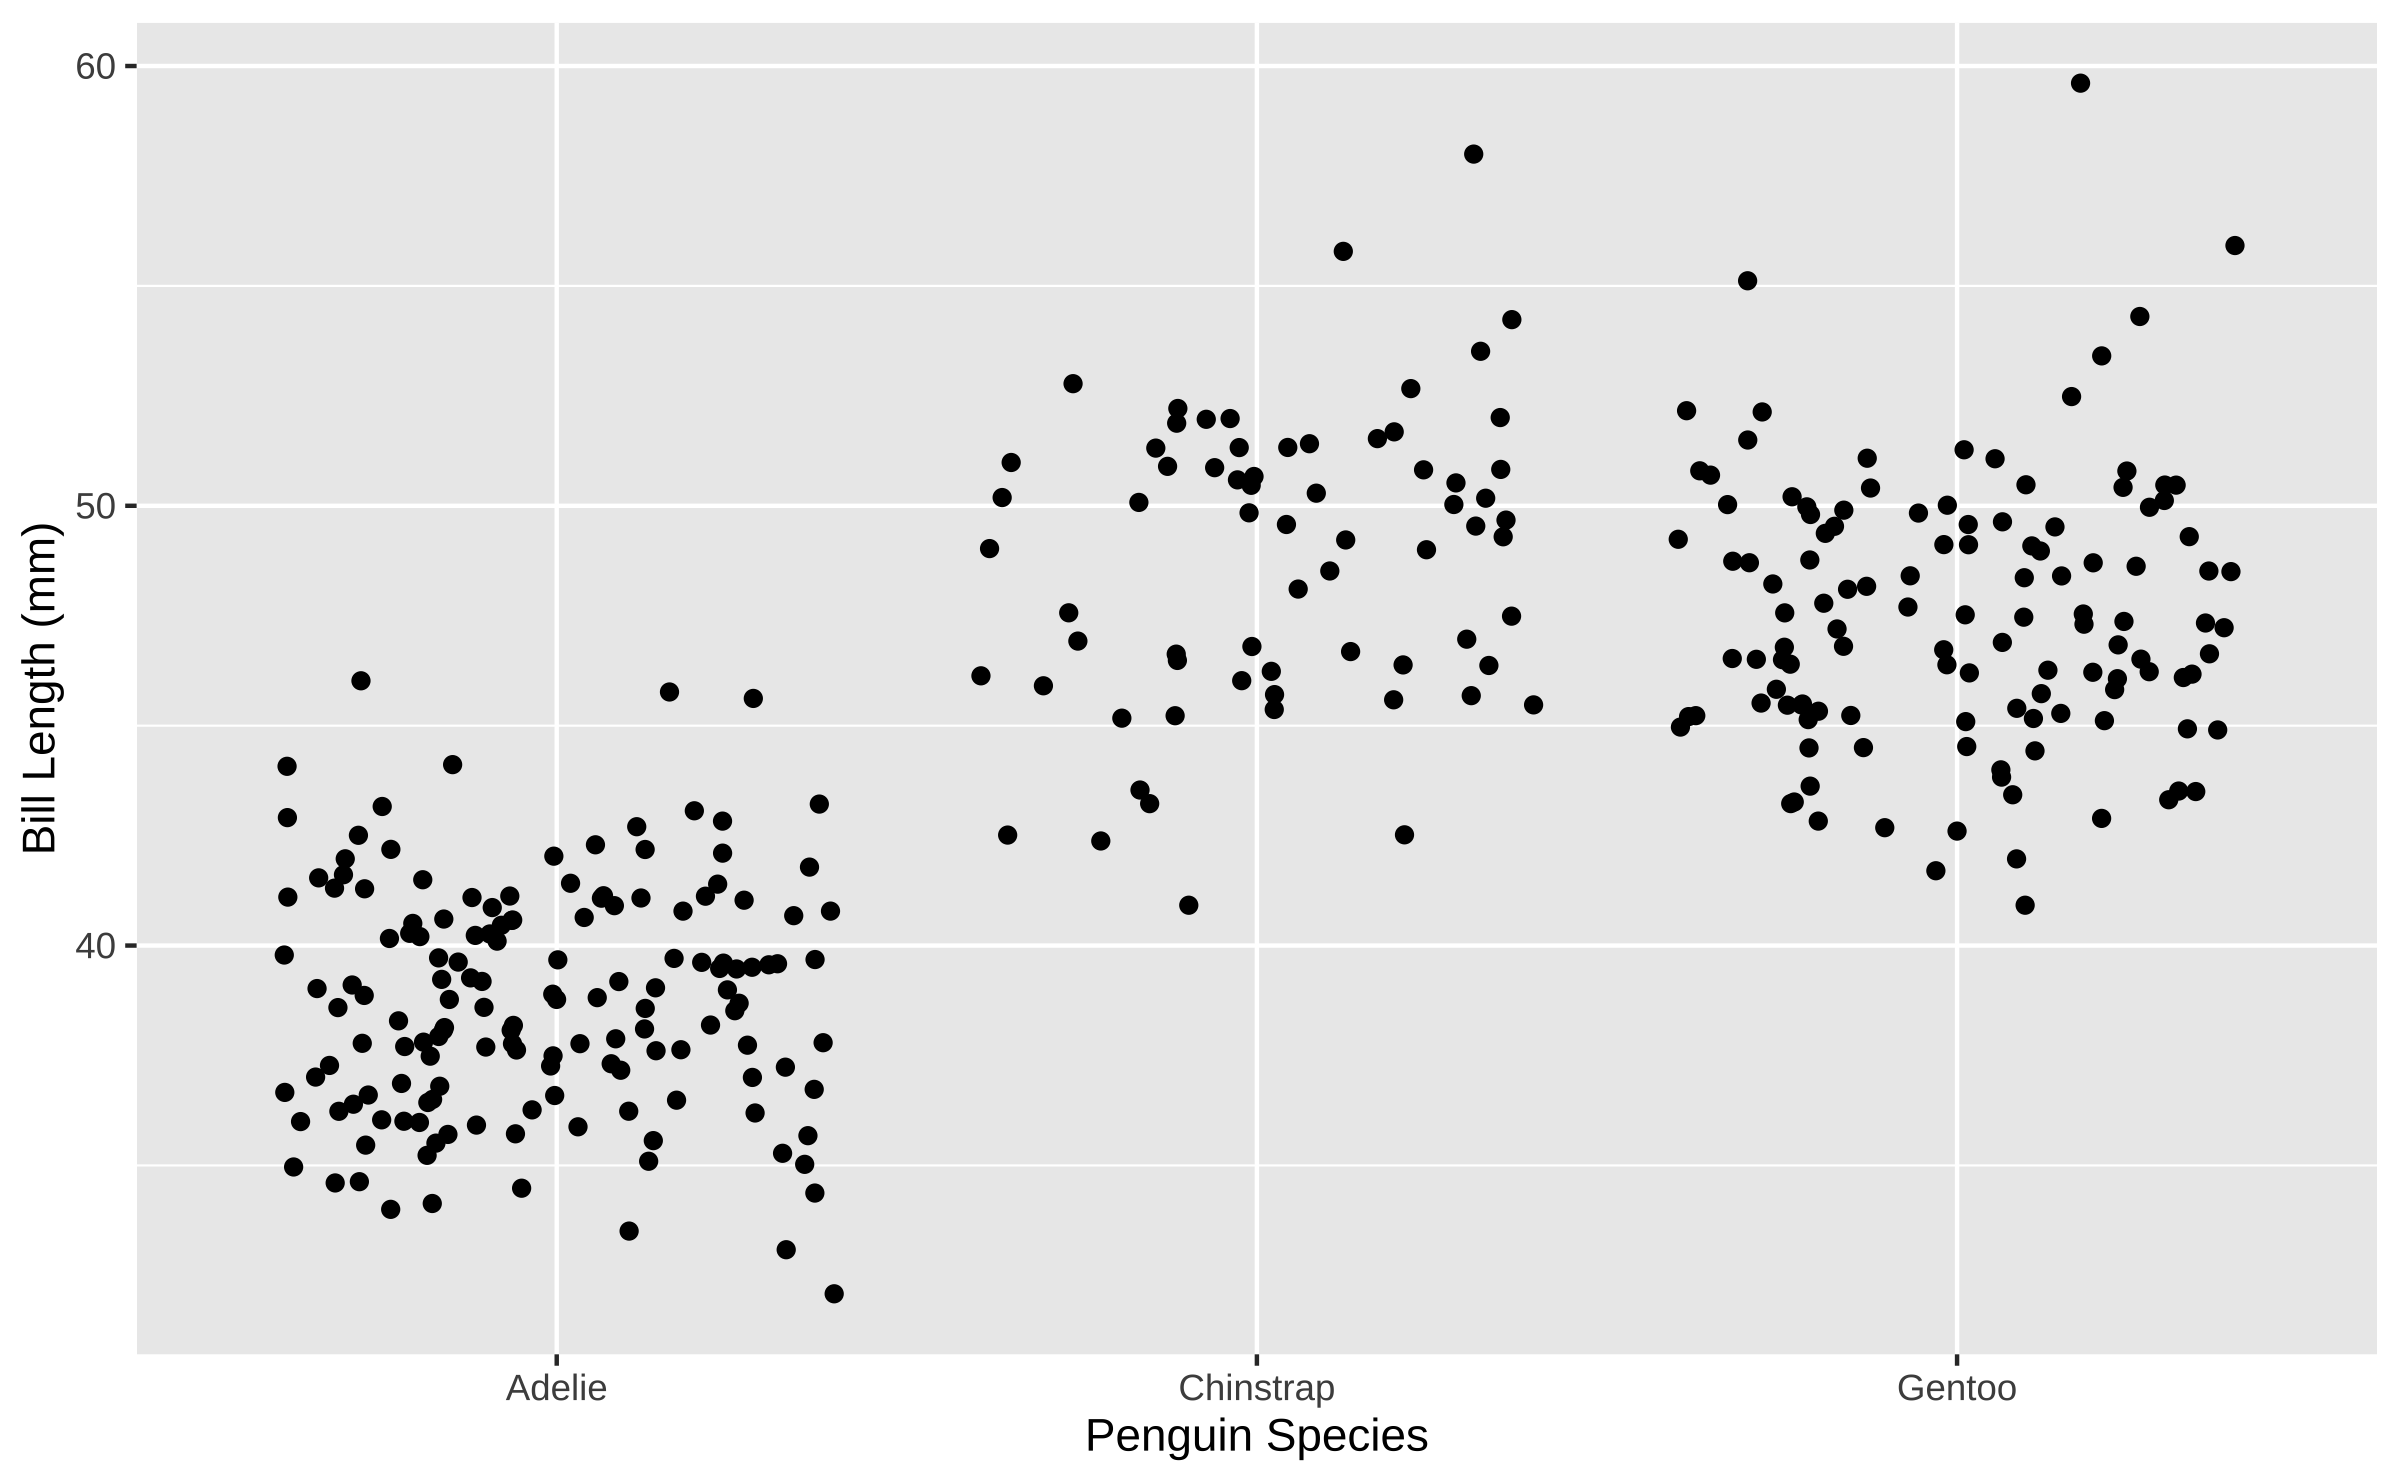 60
50
40
Bill Length (mm)
Adelie
Chinstrap
Gentoo
Penguin Species